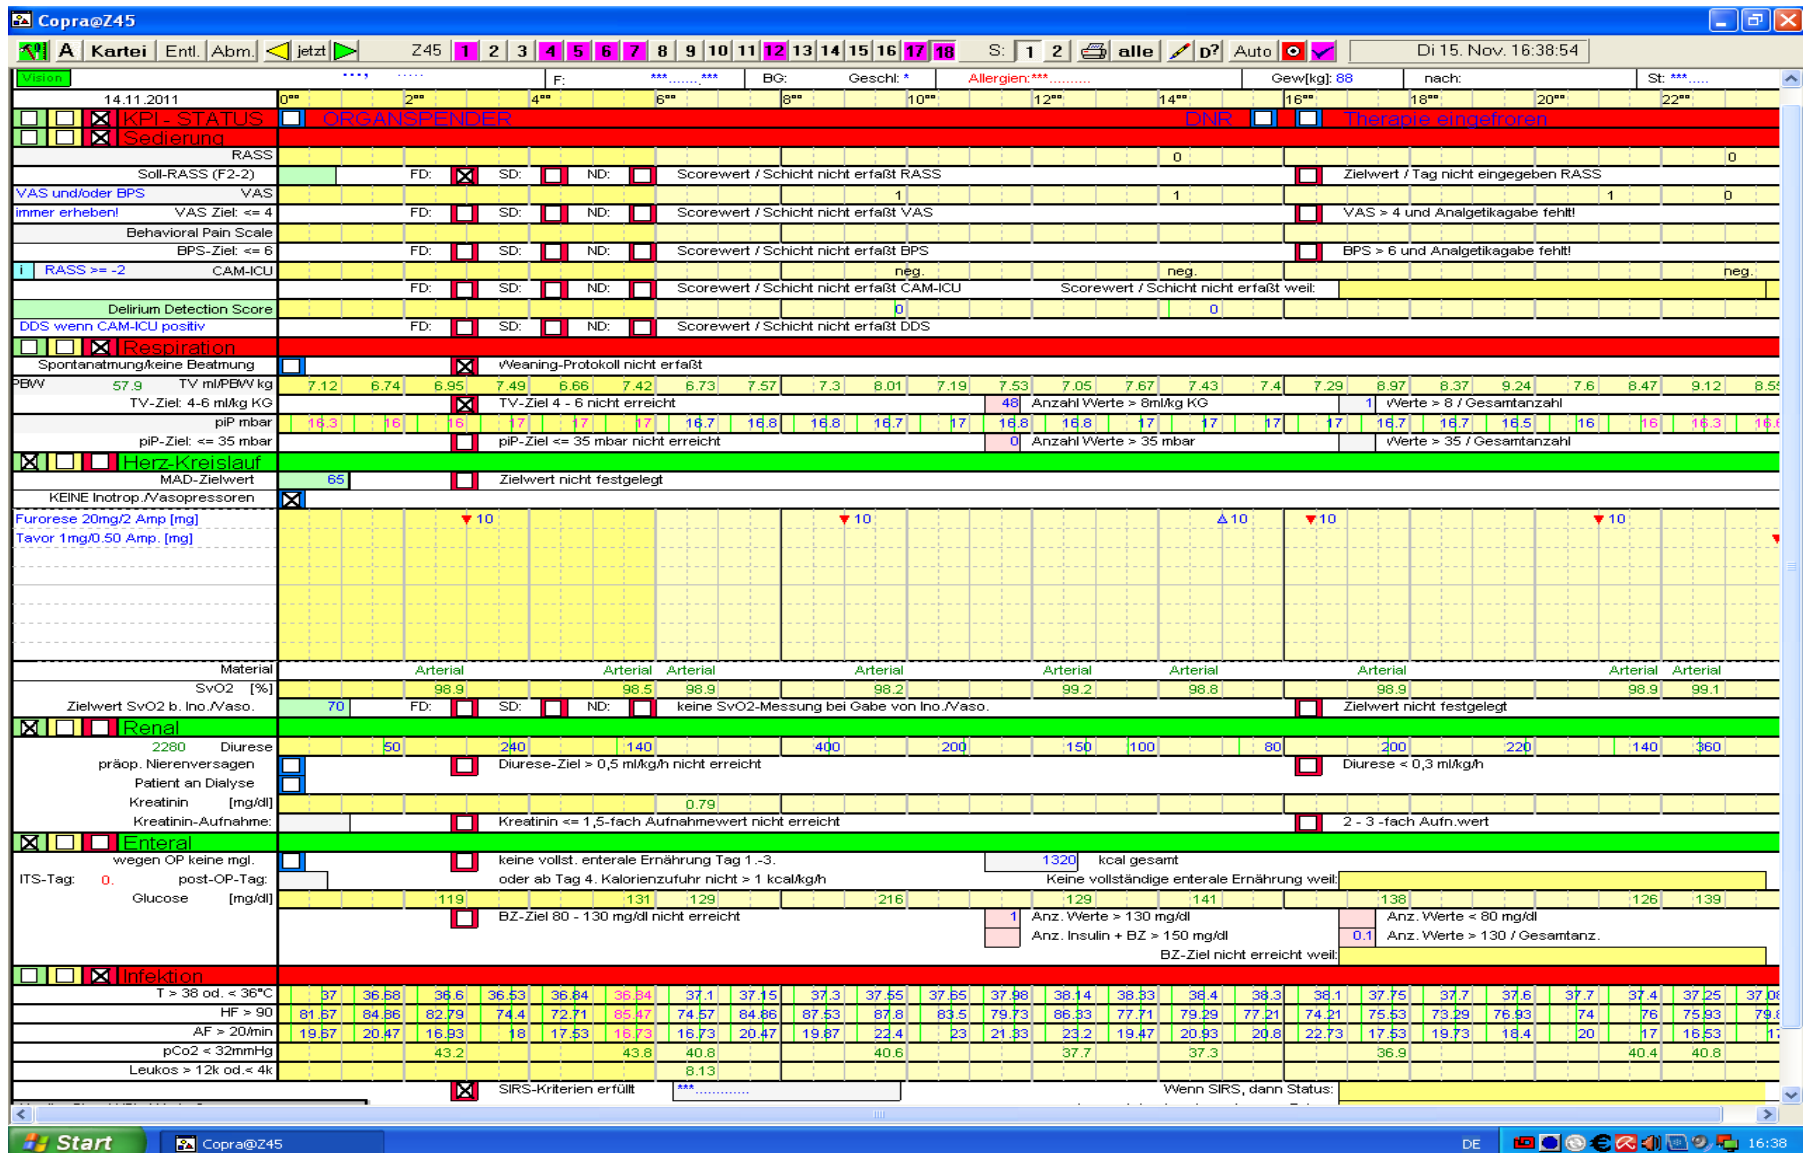 Copra@Z45
A Kartei Entl. Abm. jetzt Z45 1 2 3 4 5 6 7 8 9 10 11 12 13 14 15 16 17 18 S: 1 2 alle D? Auto Di 15. Nov. 16:38:54
Vision F: ***.......*** BG: Geschl: * Allergien:***.......... Gew[kg]: 88 nach: St: ***.....
14.11.2011 0°° 2°° 4°° 6°° 8°° 10°° 12°° 14°° 16°° 18°° 20°° 22°°
KPI - STATUS ORGANSPENDER DNR Therapie eingefroren
Sedierung
RASS 0 0
Soll-RASS (F2-2) FD: SD: ND: Scorewert / Schicht nicht erfaßt RASS Zielwert / Tag nicht eingegeben RASS
VAS und/oder BPS VAS 1 1 1 0
immer erheben! VAS Ziel: <= 4 FD: SD: ND: Scorewert / Schicht nicht erfaßt VAS VAS > 4 und Analgetikagabe fehlt!
Behavioral Pain Scale
BPS-Ziel: <= 6 FD: SD: ND: Scorewert / Schicht nicht erfaßt BPS BPS > 6 und Analgetikagabe fehlt!
i RASS >= -2 CAM-ICU neg. neg. neg.
FD: SD: ND: Scorewert / Schicht nicht erfaßt CAM-ICU Scorewert / Schicht nicht erfaßt weil:
Delirium Detection Score 0 0
DDS wenn CAM-ICU positiv FD: SD: ND: Scorewert / Schicht nicht erfaßt DDS
Respiration
Spontanatmung/keine Beatmung Weaning-Protokoll nicht erfaßt
PBW 57.9 TV ml/PBW kg 7.12 6.74 6.95 7.49 6.66 7.42 6.73 7.57 7.3 8.01 7.19 7.53 7.05 7.67 7.43 7.4 7.29 8.97 8.37 9.24 7.6 8.47 9.12 8.55
TV-Ziel: 4-6 ml/kg KG TV-Ziel 4 - 6 nicht erreicht 48 Anzahl Werte > 8ml/kg KG 1 Werte > 8 / Gesamtanzahl
piP mbar 16.3 16 16 17 17 17 16.7 16.8 16.8 16.7 17 16.8 16.8 17 17 17 17 16.7 16.7 16.5 16 16 16.3 16.6
piP-Ziel: <= 35 mbar piP-Ziel <= 35 mbar nicht erreicht 0 Anzahl Werte > 35 mbar Werte > 35 / Gesamtanzahl
Herz-Kreislauf
MAD-Zielwert 65 Zielwert nicht festgelegt
KEINE Inotrop./Vasopressoren
Furorese 20mg/2 Amp [mg] 10 10 10 10 10
Tavor 1mg/0.50 Amp. [mg]
Material Arterial Arterial Arterial Arterial Arterial Arterial Arterial Arterial Arterial
SvO2 [%] 98.9 98.5 98.9 98.2 99.2 98.8 98.9 98.9 99.1
Zielwert SvO2 b. Ino./Vaso. 70 FD: SD: ND: keine SvO2-Messung bei Gabe von Ino./Vaso. Zielwert nicht festgelegt
Renal
2280 Diurese 50 240 140 400 200 150 100 80 200 220 140 360
präop. Nierenversagen Diurese-Ziel > 0,5 ml/kg/h nicht erreicht Diurese < 0,3 ml/kg/h
Patient an Dialyse
Kreatinin [mg/dl] 0.79
Kreatinin-Aufnahme: Kreatinin <= 1,5-fach Aufnahmewert nicht erreicht 2 - 3 -fach Aufn.wert
Enteral
wegen OP keine mgl. keine vollst. enterale Ernährung Tag 1.-3. 1320 kcal gesamt
ITS-Tag: 0. post-OP-Tag: oder ab Tag 4. Kalorienzufuhr nicht > 1 kcal/kg/h Keine vollständige enterale Ernährung weil:
Glucose [mg/dl] 119 131 129 216 129 141 138 126 139
BZ-Ziel 80 - 130 mg/dl nicht erreicht 1 Anz. Werte > 130 mg/dl Anz. Werte < 80 mg/dl
Anz. Insulin + BZ > 150 mg/dl 0.1 Anz. Werte > 130 / Gesamtanz.
BZ-Ziel nicht erreicht weil:
Infektion
T > 38 od. < 36°C 37 36.68 36.6 36.53 36.84 36.84 37.1 37.15 37.3 37.55 37.65 37.98 38.14 38.33 38.4 38.3 38.1 37.75 37.7 37.6 37.7 37.4 37.25 37.08
HF > 90 81.67 84.86 82.79 74.4 72.71 85.47 74.57 84.86 87.53 87.8 83.5 79.73 86.33 77.71 79.29 77.21 74.21 75.53 73.29 76.93 74 76 75.93 79.8
AF > 20/min 19.67 20.47 16.93 18 17.53 16.73 16.73 20.47 19.87 22.4 23 21.33 23.2 19.47 20.93 20.8 22.73 17.53 19.73 18.4 20 17 16.53
pCo2 < 32mmHg 43.2 43.8 40.8 40.6 37.7 37.3 36.9 40.4 40.8
Leukos > 12k od.< 4k 8.13
SIRS-Kriterien erfüllt ***............. Wenn SIRS, dann Status:
Start Copra@Z45 DE 16:38